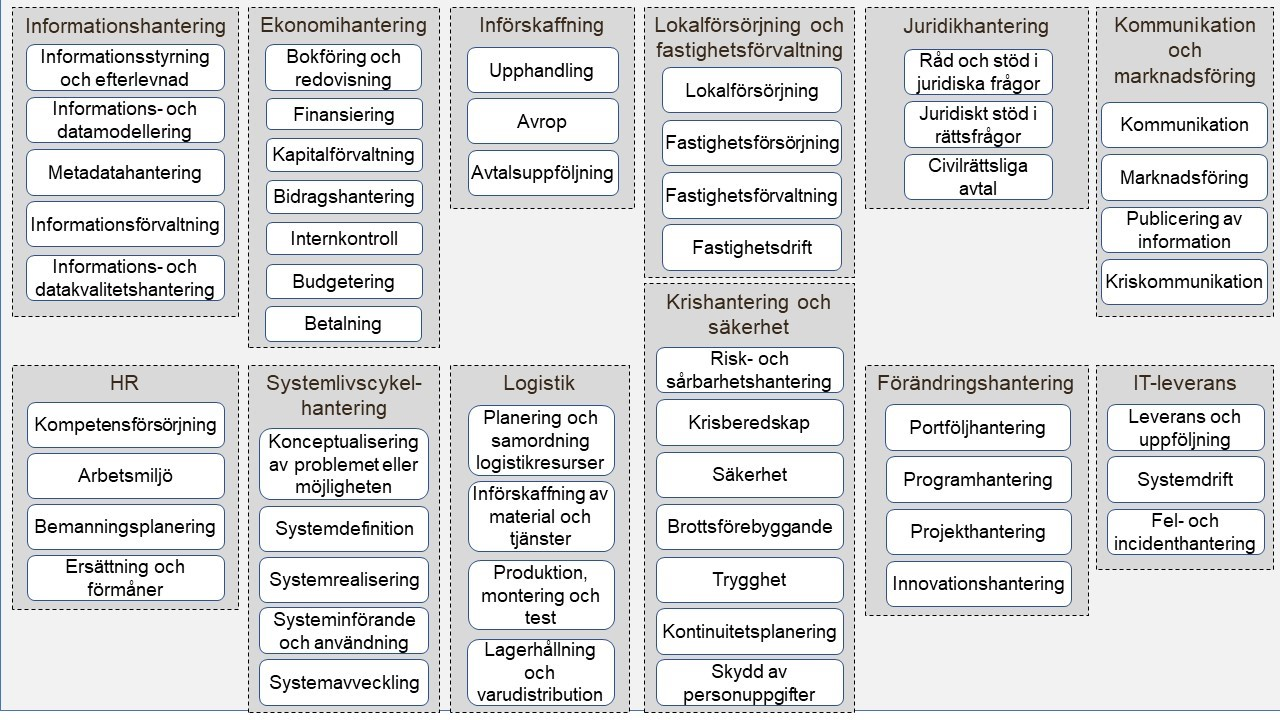 Informationshantering
Informationsstyrning
och efterlevnad
Informations- och
datamodellering
Metadatahantering
Informationsförvaltning
Informations- och
datakvalitetshantering
Ekonomihantering
Bokföring och
redovisning
Finansiering
Kapitalförvaltning
Bidragshantering
Internkontroll
Budgetering
Betalning
Införskaffning
Upphandling
Avrop
Avtalsuppföljning
Lokalförsörjning och
fastighetsförvaltning
Lokalförsörjning
Fastighetsförsörjning
Fastighetsförvaltning
Fastighetsdrift
Juridikhantering
Råd och stöd i
juridiska frågor
Juridiskt stöd i
rättsfrågor
Civilrättsliga
avtal
Kommunikation
och
marknadsföring
Kommunikation
Marknadsföring
Publicering av
information
Kriskommunikation
HR
Kompetensförsörjning
Arbetsmiljö
Bemanningsplanering
Ersättning och
förmåner
Systemlivscykel-
hantering
Konceptualisering
av problemet eller
möjligheten
Systemdefinition
Systemrealisering
Systeminförande
och användning
Systemavveckling
Logistik
Planering och
samordning
logistikresurser
Införskaffning av
material och
tjänster
Produktion,
montering och
test
Lagerhållning
och
varudistribution
Krishantering och
säkerhet
Risk- och
sårbarhetshantering
Krisberedskap
Säkerhet
Brottsförebyggande
Trygghet
Kontinuitetsplanering
Skydd av
personuppgifter
Förändringshantering
Portföljhantering
Programhantering
Projekthantering
Innovationshantering
IT-leverans
Leverans och
uppföljning
Systemdrift
Fel- och
incidenthantering